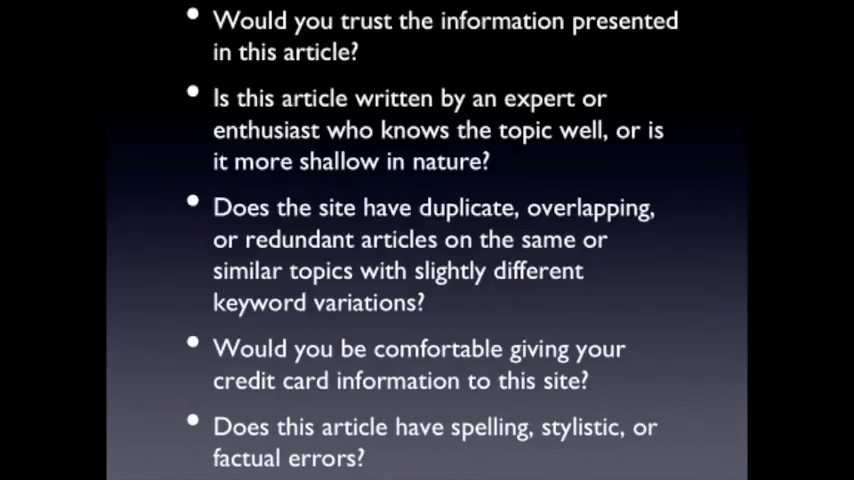 • Would you trust the information presented
in this article?
• Is this article written by an expert or
enthusiast who knows the topic well, or is
it more shallow in nature?
• Does the site have duplicate, overlapping,
or redundant articles on the same or
similar topics with slightly different
keyword variations?
• Would you be comfortable giving your
credit card information to this site?
• Does this article have spelling, stylistic, or
factual errors?